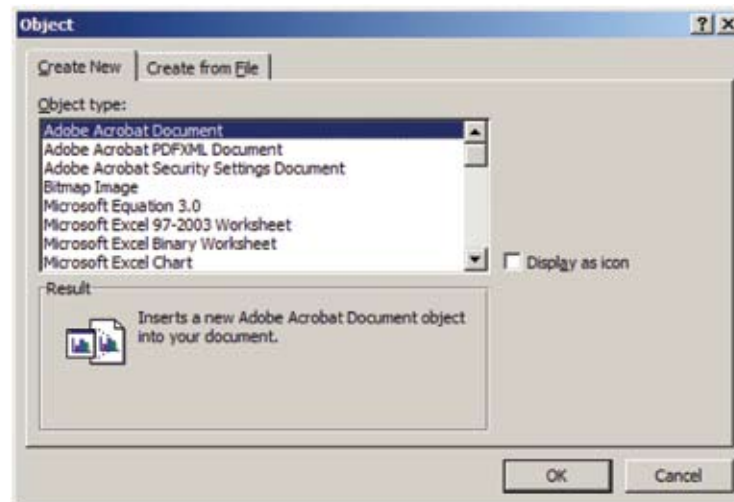 Object
Create New
Create from File
Object type:
Adobe Acrobat Document
Adobe Acrobat PDFXML Document
Adobe Acrobat Security Settings Document
Bitmap Image
Microsoft Equation 3.0
Microsoft Excel 97-2003 Worksheet
Microsoft Excel Binary Worksheet
Microsoft Excel Chart
Display as icon
Result
Inserts a new Adobe Acrobat Document object
into your document.
OK
Cancel